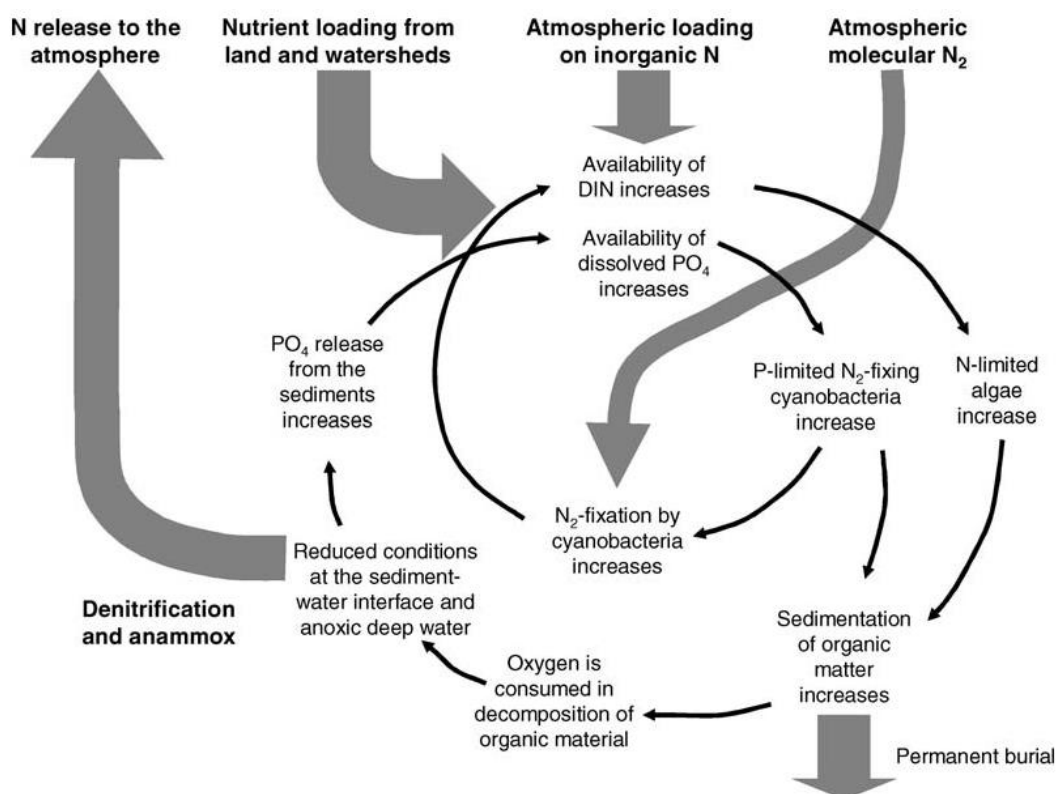 N release to the
atmosphere
Nutrient loading from
land and watersheds
Atmospheric loading
on inorganic N
Atmospheric
molecular N₂
Availability of
DIN increases
Availability of
dissolved PO₄
increases
PO₄ release
from the
sediments
increases
P-limited N₂-fixing
cyanobacteria
increase
N-limited
algae
increase
N₂-fixation by
cyanobacteria
increases
Reduced conditions
at the sediment-
water interface and
anoxic deep water
Denitrification
and anammox
Sedimentation
of organic
matter
increases
Oxygen is
consumed in
decomposition of
organic material
Permanent burial